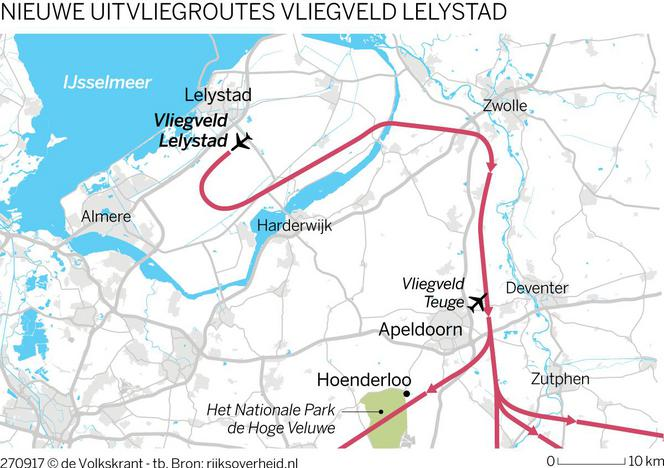 NIEUWE UITVLIEGROUTES VLIEGVELD LELYSTAD
IJsselmeer
Lelystad
Vliegveld
Lelystad
Zwolle
Almere
Harderwijk
Vliegveld
Teuge
Deventer
Apeldoorn
Hoenderloo
Zutphen
Het Nationale Park
de Hoge Veluwe
270917 © de Volkskrant - tb. Bron: rijksoverheid.nl
0 10 km